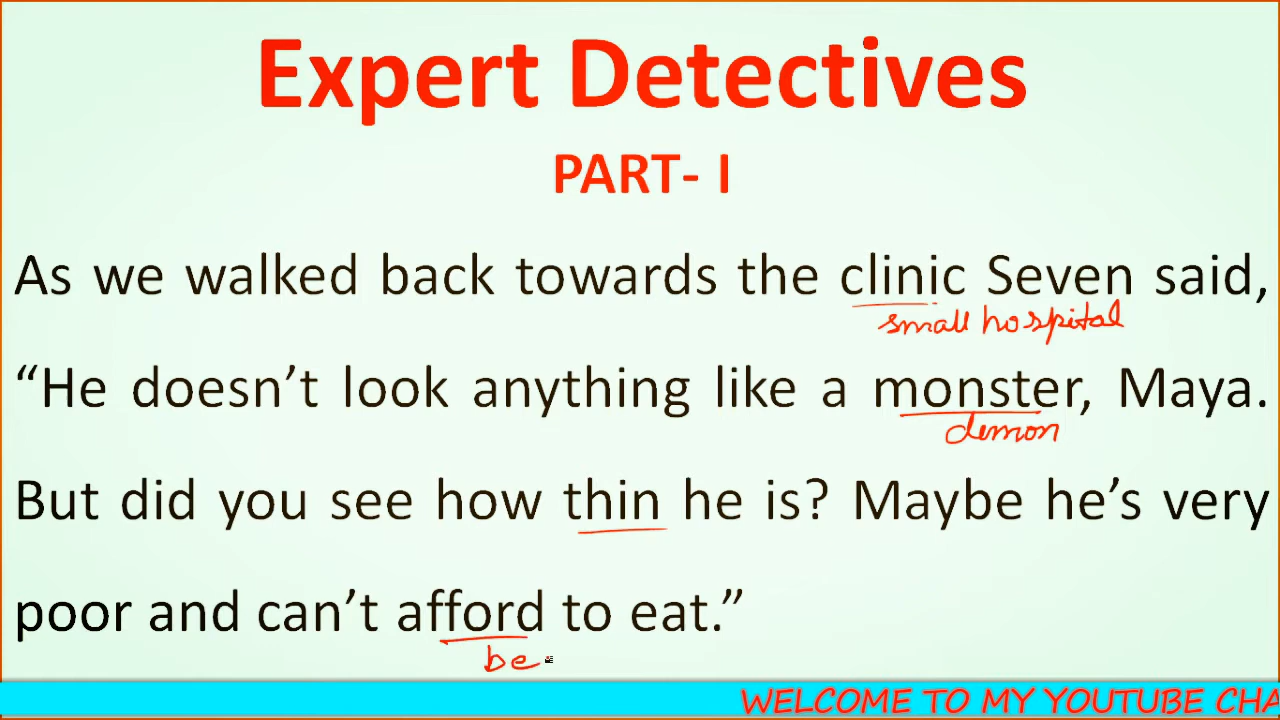 Expert Detectives
PART- I
As we walked back towards the clinic Seven said,
small hospital
“He doesn’t look anything like a monster, Maya.
demon
But did you see how thin he is? Maybe he’s very
poor and can’t afford to eat.”
be
WELCOME TO MY YOUTUBE CHA